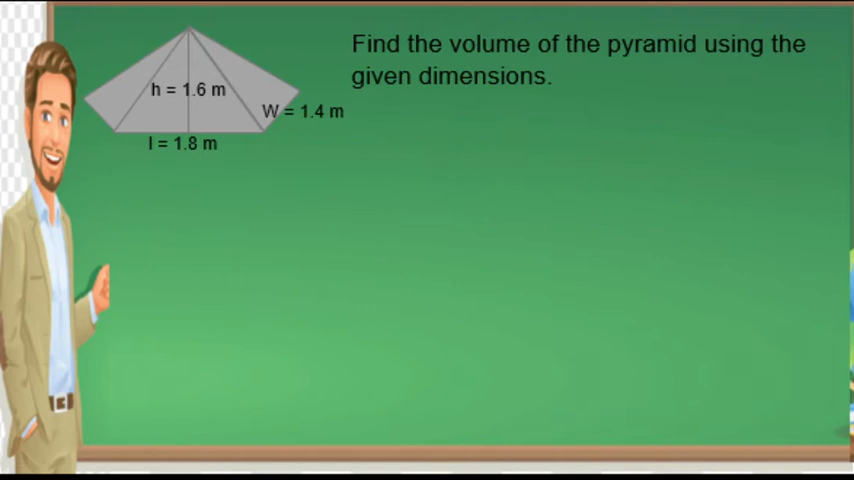 Find the volume of the pyramid using the
given dimensions.
h = 1.6 m
W = 1.4 m
l = 1.8 m